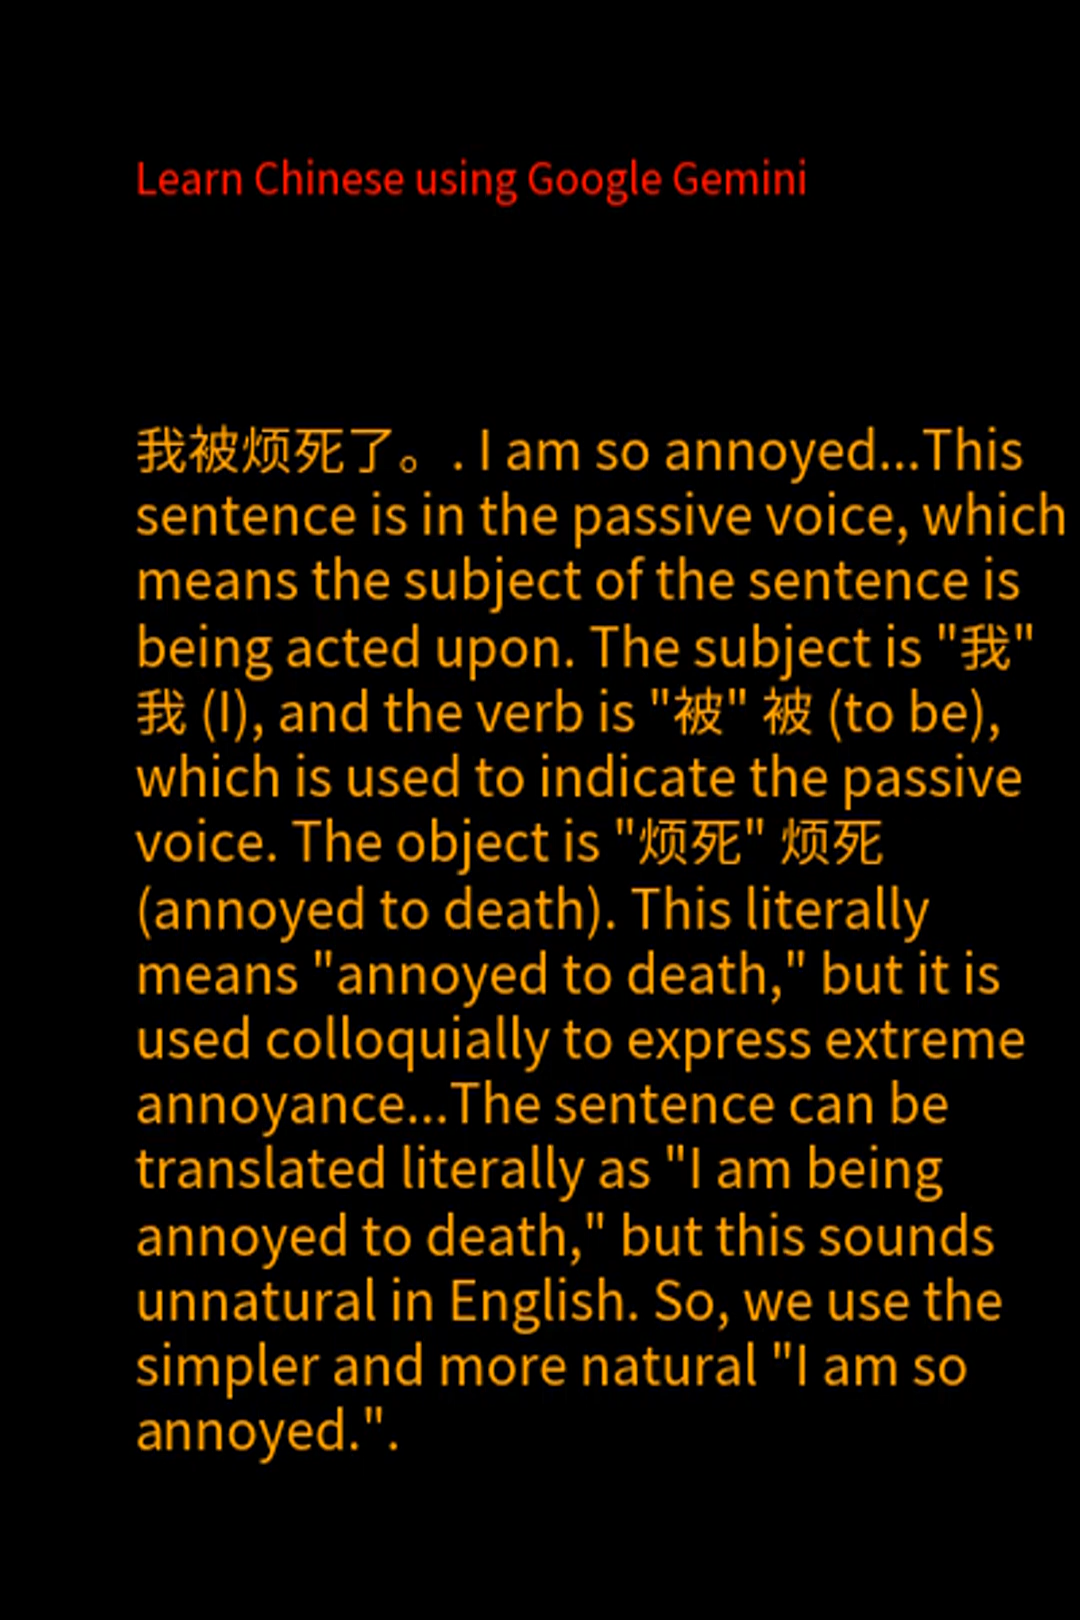 Learn Chinese using Google Gemini
我被烦死了。. I am so annoyed...This
sentence is in the passive voice, which
means the subject of the sentence is
being acted upon. The subject is "我"
我 (I), and the verb is "被" 被 (to be),
which is used to indicate the passive
voice. The object is "烦死" 烦死
(annoyed to death). This literally
means "annoyed to death," but it is
used colloquially to express extreme
annoyance...The sentence can be
translated literally as "I am being
annoyed to death," but this sounds
unnatural in English. So, we use the
simpler and more natural "I am so
annoyed.".